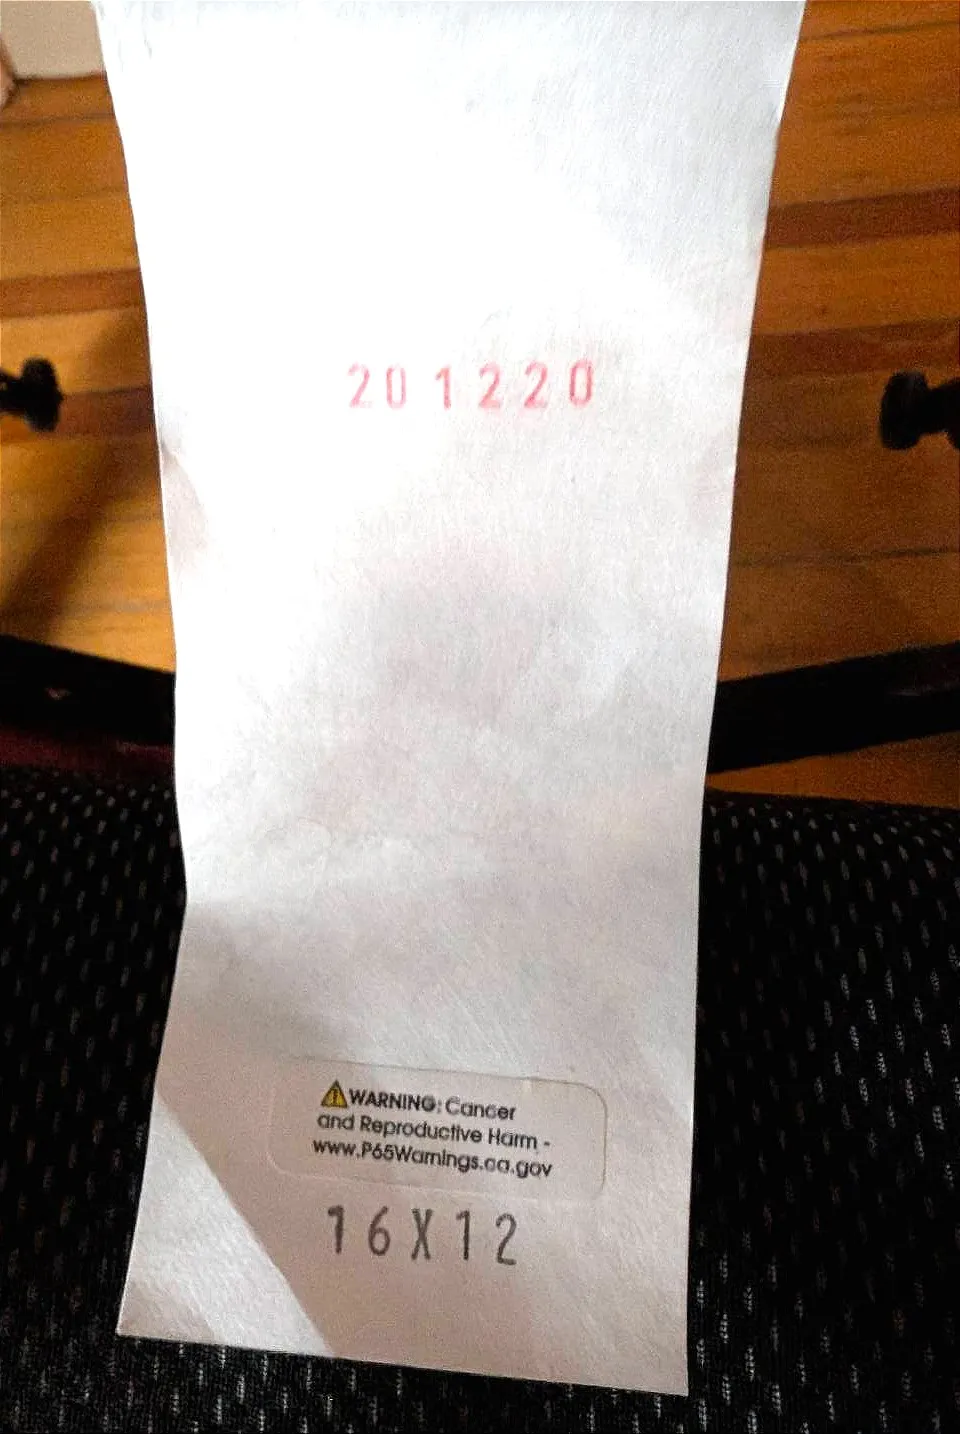 201220
⚠WARNING: Cancer
and Reproductive Harm -
www.P65Warnings.ca.gov
16X12